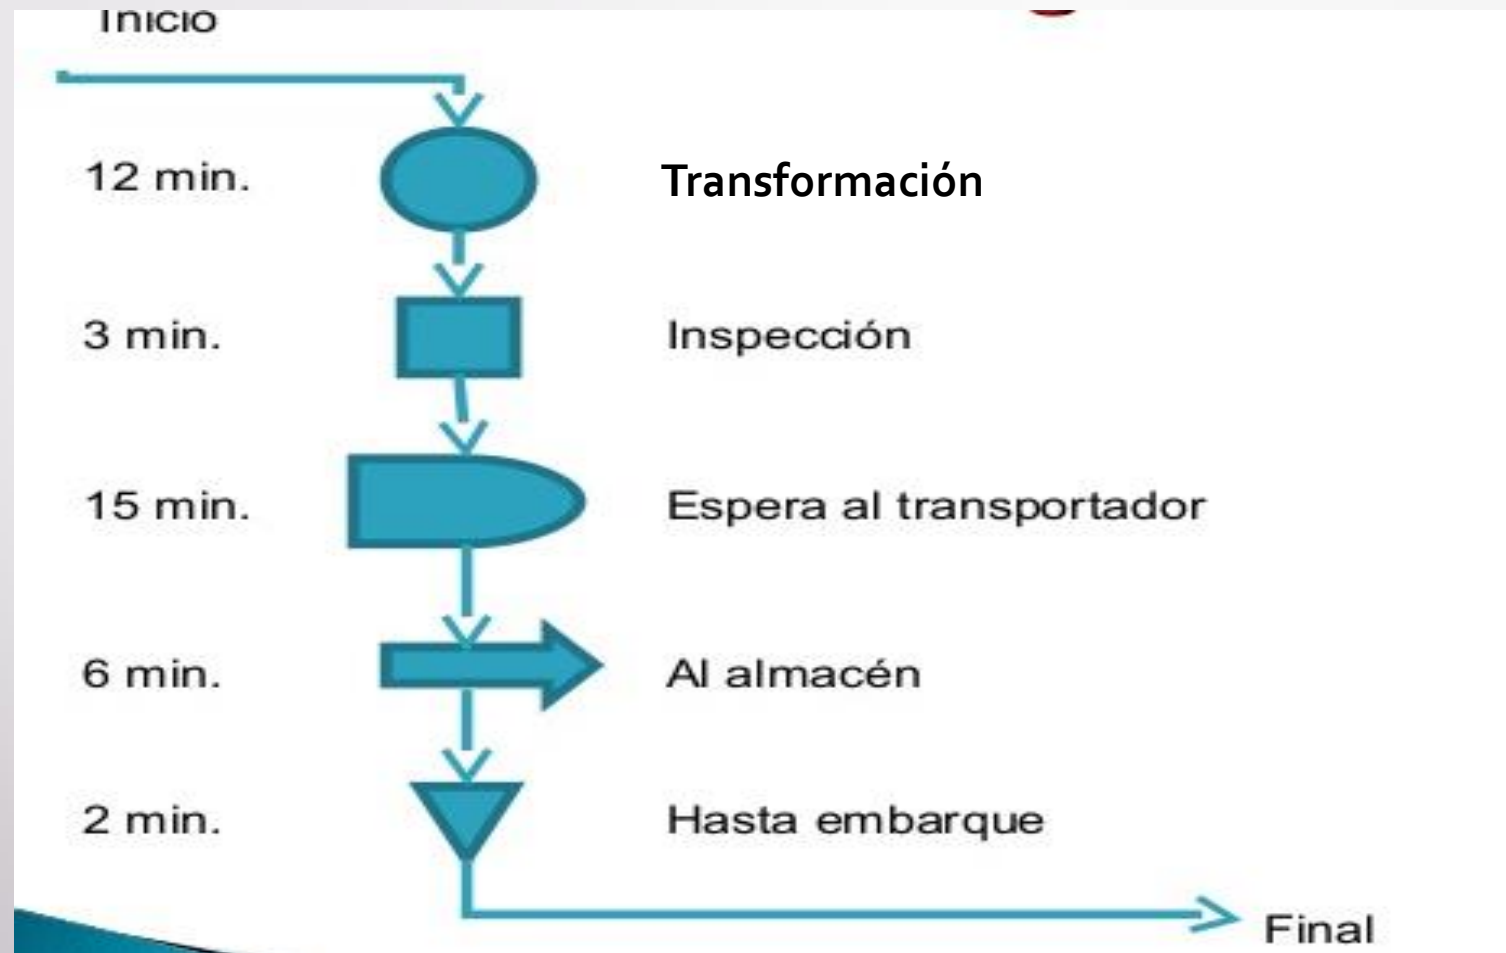 Inicio
12 min. Transformación
3 min. Inspección
15 min. Espera al transportador
6 min. Al almacén
2 min. Hasta embarque
Final